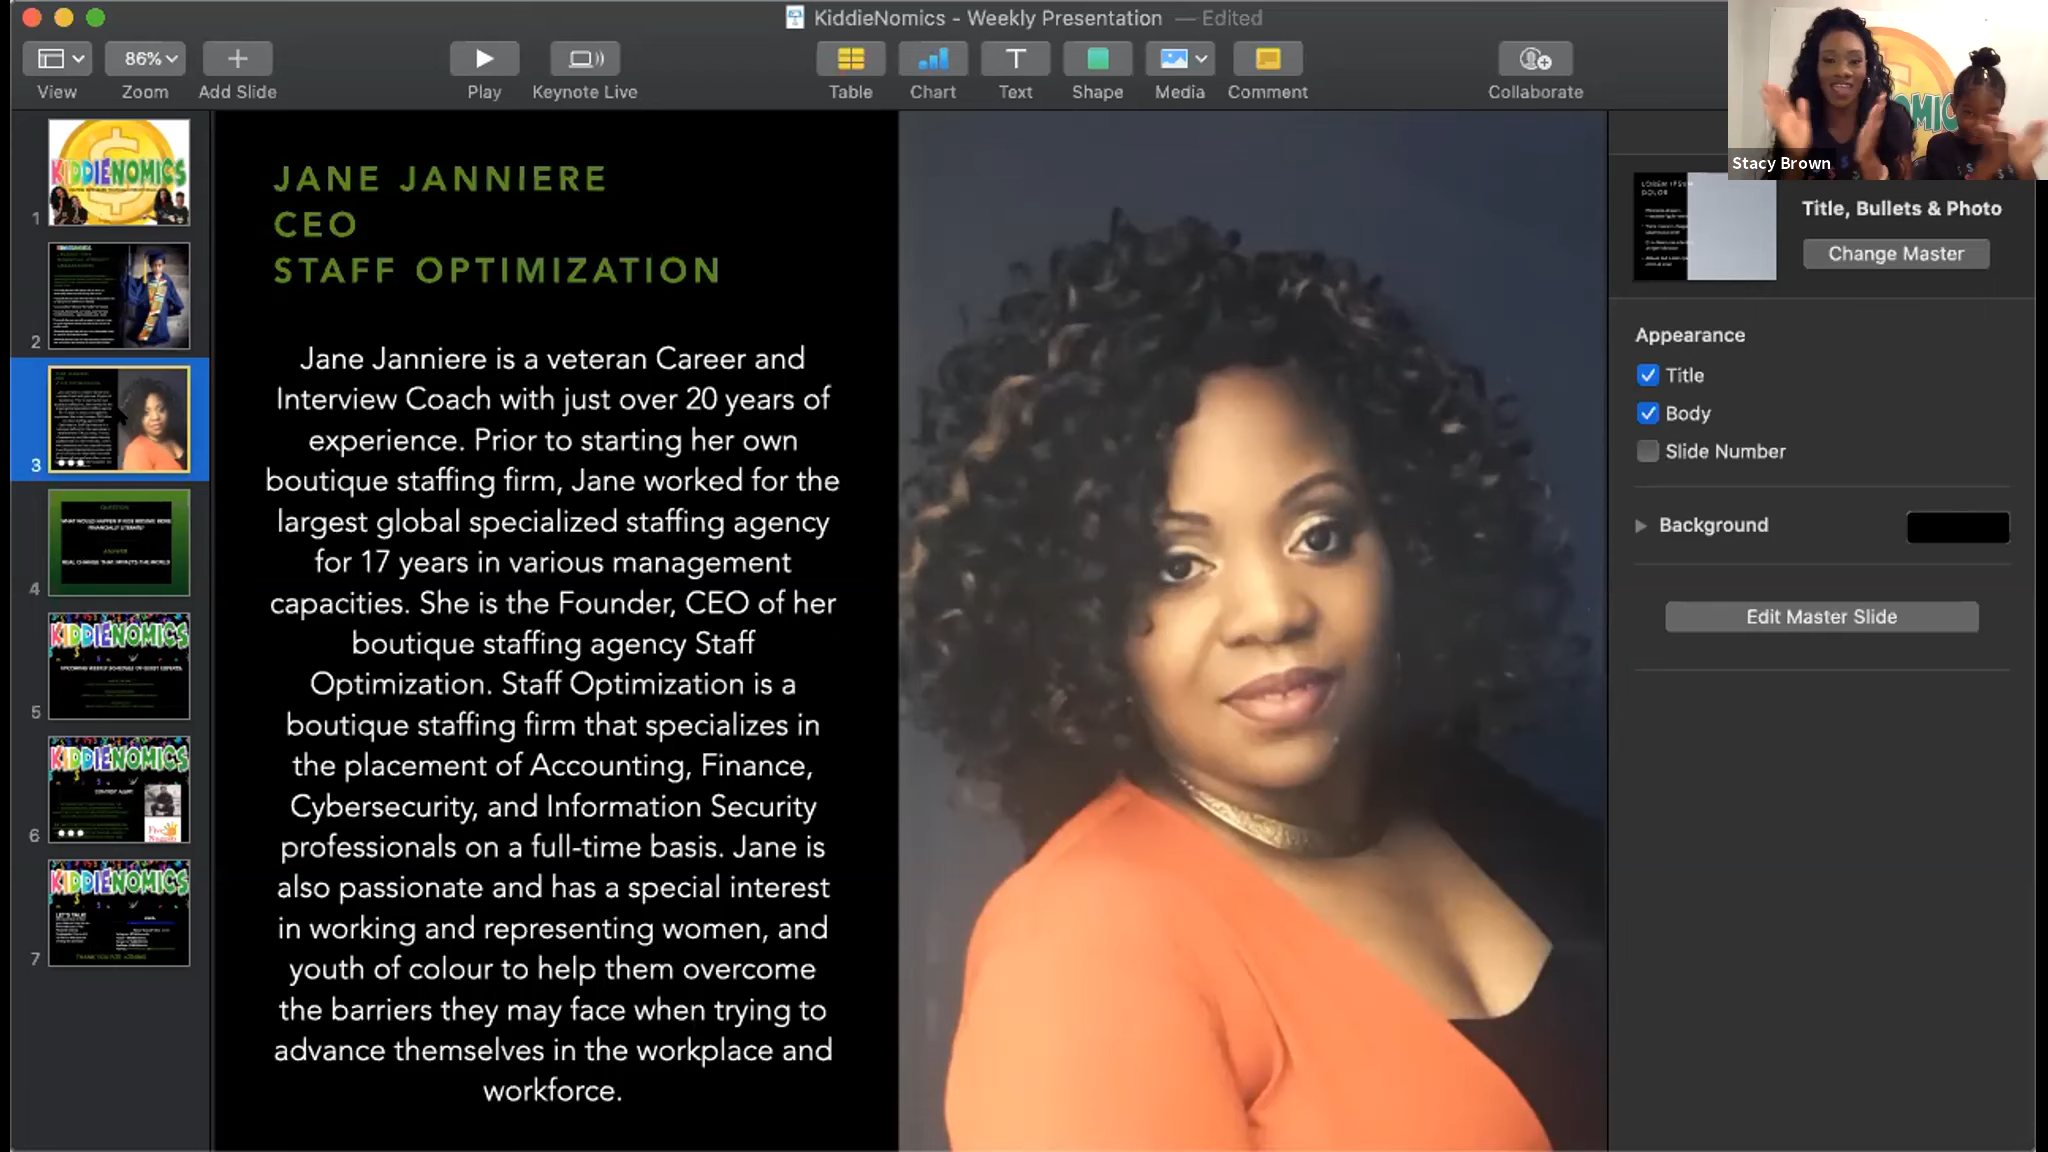 KiddieNomics - Weekly Presentation — Edited
86%
View
Zoom
Add Slide
Play
Keynote Live
Table
Chart
Text
Shape
Media
Comment
Collaborate
Stacy Brown
KIDDIENOMICS
1
2
3
4
QUESTION
ANSWER
KIDDIENOMICS
5
KIDDIENOMICS
6
KIDDIENOMICS
7
JANE JANNIERE
CEO
STAFF OPTIMIZATION
Jane Janniere is a veteran Career and
Interview Coach with just over 20 years of
experience. Prior to starting her own
boutique staffing firm, Jane worked for the
largest global specialized staffing agency
for 17 years in various management
capacities. She is the Founder, CEO of her
boutique staffing agency Staff
Optimization. Staff Optimization is a
boutique staffing firm that specializes in
the placement of Accounting, Finance,
Cybersecurity, and Information Security
professionals on a full-time basis. Jane is
also passionate and has a special interest
in working and representing women, and
youth of colour to help them overcome
the barriers they may face when trying to
advance themselves in the workplace and
workforce.
Title, Bullets & Photo
Change Master
Appearance
Title
Body
Slide Number
Background
Edit Master Slide